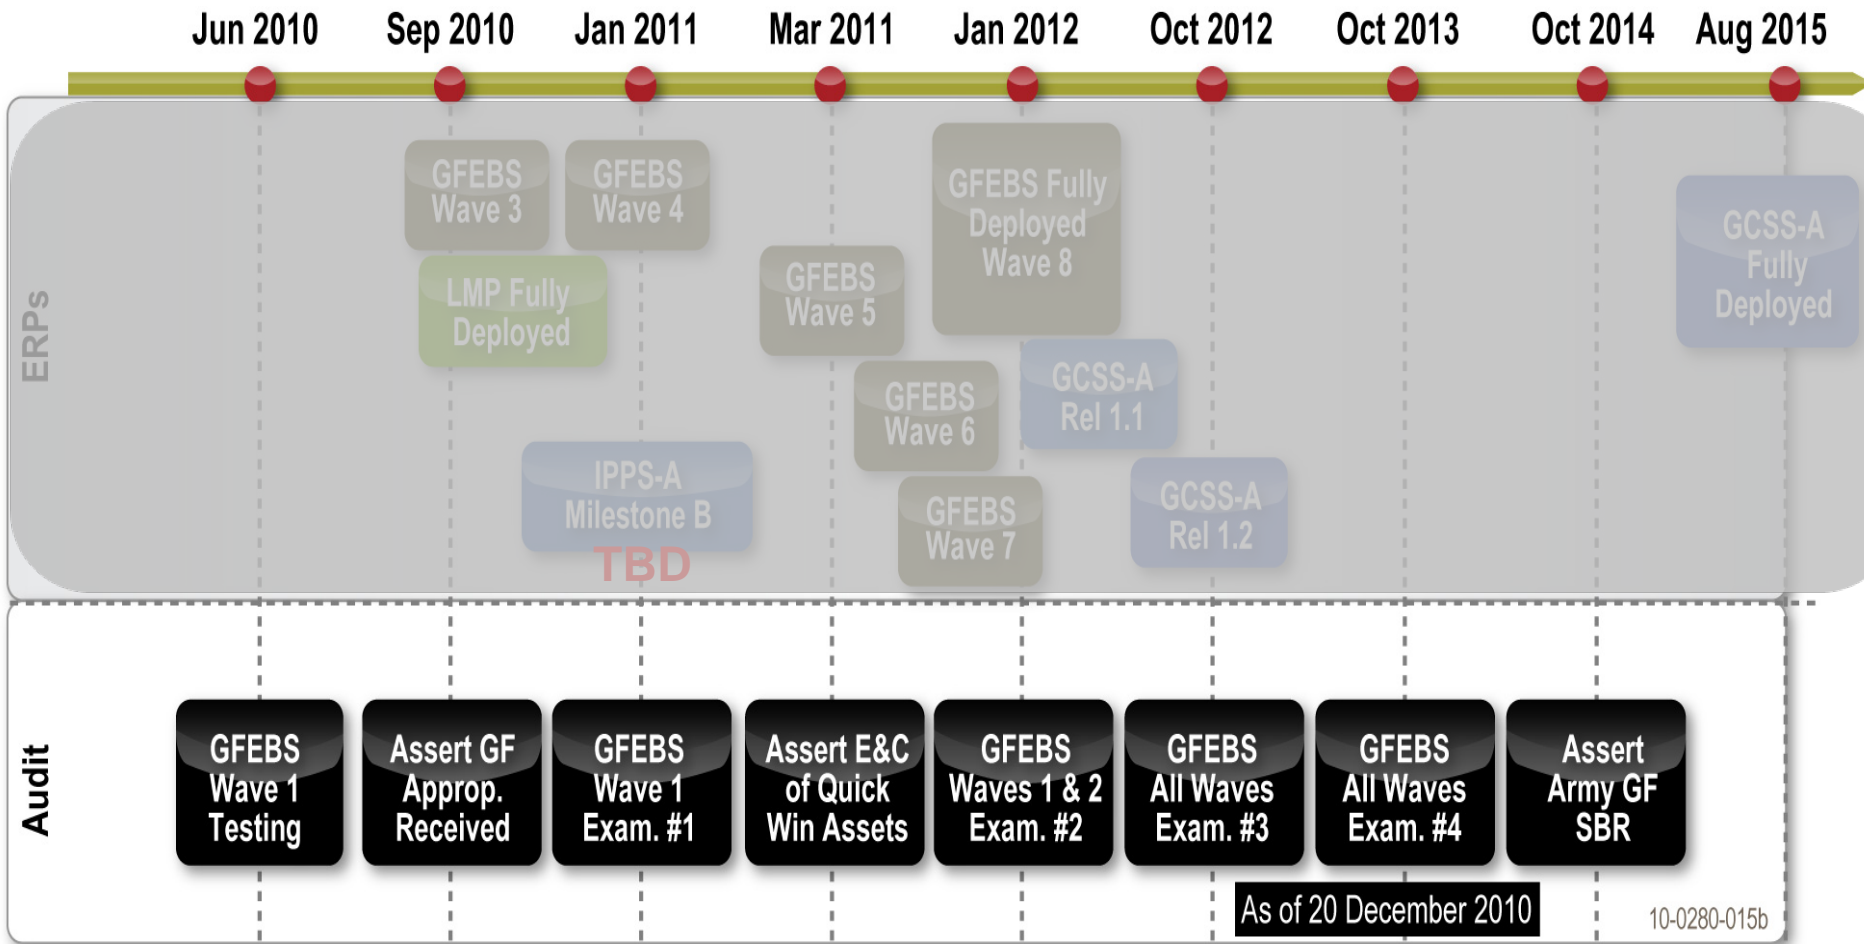 Jun 2010
Sep 2010
Jan 2011
Mar 2011
Jan 2012
Oct 2012
Oct 2013
Oct 2014
Aug 2015
ERPs
GFEBS
Wave 3
GFEBS
Wave 4
LMP Fully
Deployed
IPPS-A
Milestone B
TBD
GFEBS
Wave 5
GFEBS Fully
Deployed
Wave 8
GFEBS
Wave 6
GFEBS
Wave 7
GCSS-A
Rel 1.1
GCSS-A
Rel 1.2
GCSS-A
Fully
Deployed
Audit
GFEBS
Wave 1
Testing
Assert GF
Approp.
Received
GFEBS
Wave 1
Exam. #1
Assert E&C
of Quick
Win Assets
GFEBS
Waves 1 & 2
Exam. #2
GFEBS
All Waves
Exam. #3
GFEBS
All Waves
Exam. #4
Assert
Army GF
SBR
As of 20 December 2010
10-0280-015b